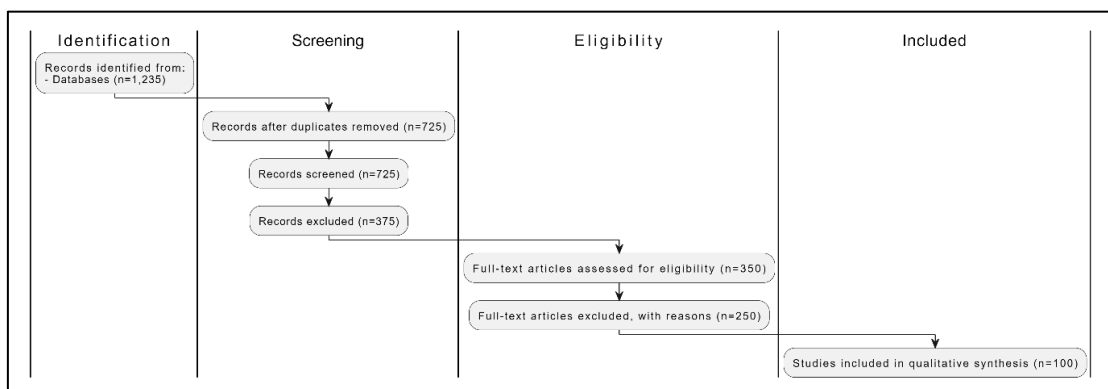 Identification
Screening
Eligibility
Included
Records identified from:
- Databases (n=1,235)
Records after duplicates removed (n=725)
Records screened (n=725)
Records excluded (n=375)
Full-text articles assessed for eligibility (n=350)
Full-text articles excluded, with reasons (n=250)
Studies included in qualitative synthesis (n=100)